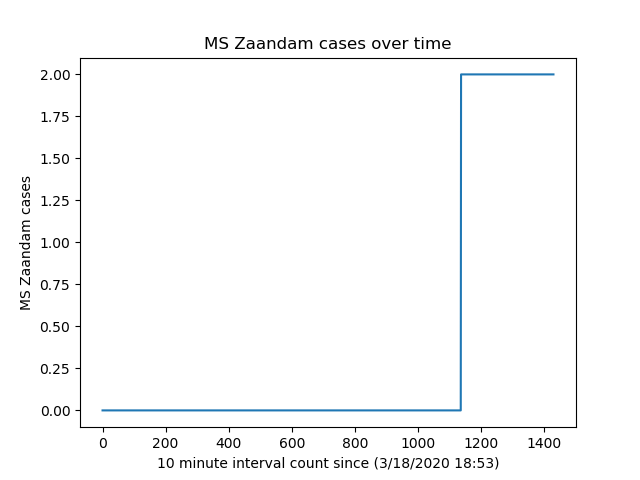 MS Zaandam cases over time
2.00
1.75
1.50
1.25
1.00
0.75
0.50
0.25
0.00
MS Zaandam cases
0 200 400 600 800 1000 1200 1400
10 minute interval count since (3/18/2020 18:53)